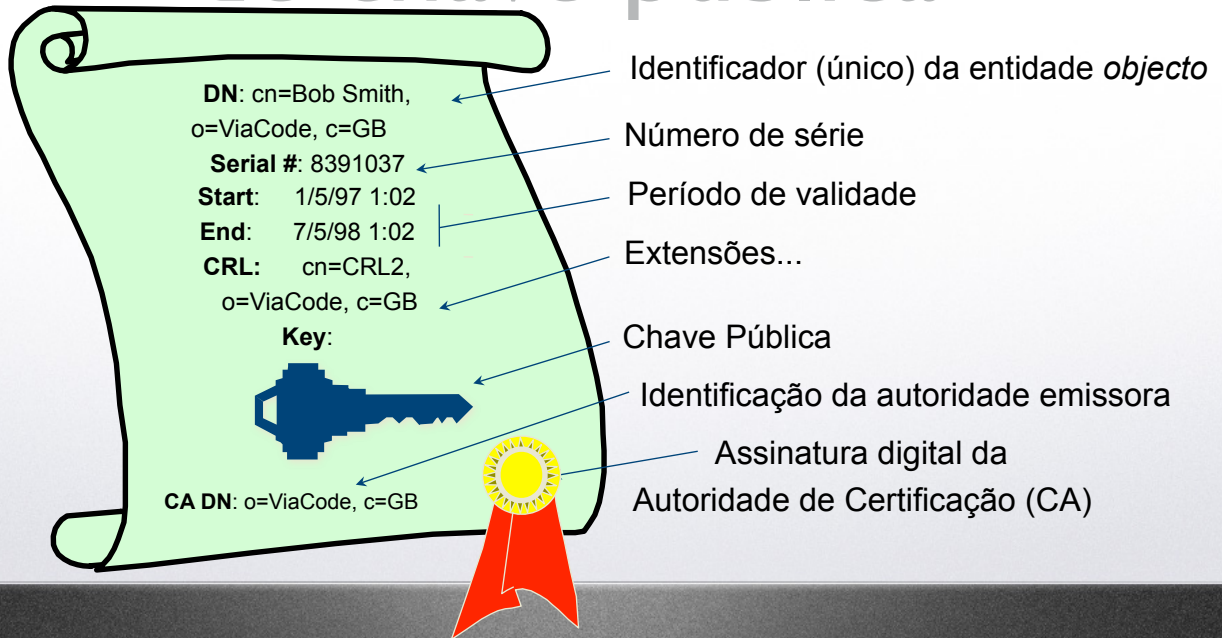 DN: cn=Bob Smith,
o=ViaCode, c=GB
Serial #: 8391037
Start: 1/5/97 1:02
End: 7/5/98 1:02
CRL: cn=CRL2,
o=ViaCode, c=GB
Key:
CA DN: o=ViaCode, c=GB
Identificador (único) da entidade objecto
Número de série
Período de validade
Extensões...
Chave Pública
Identificação da autoridade emissora
Assinatura digital da
Autoridade de Certificação (CA)